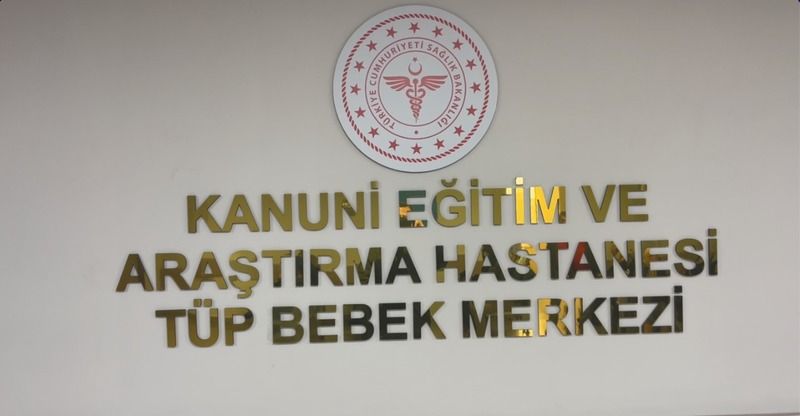 TÜRKİYE CUMHURİYETİ SAĞLIK BAKANLIĞI
KANUNİ EĞİTİM VE
ARAŞTIRMA HASTANESİ
TÜP BEBEK MERKEZİ